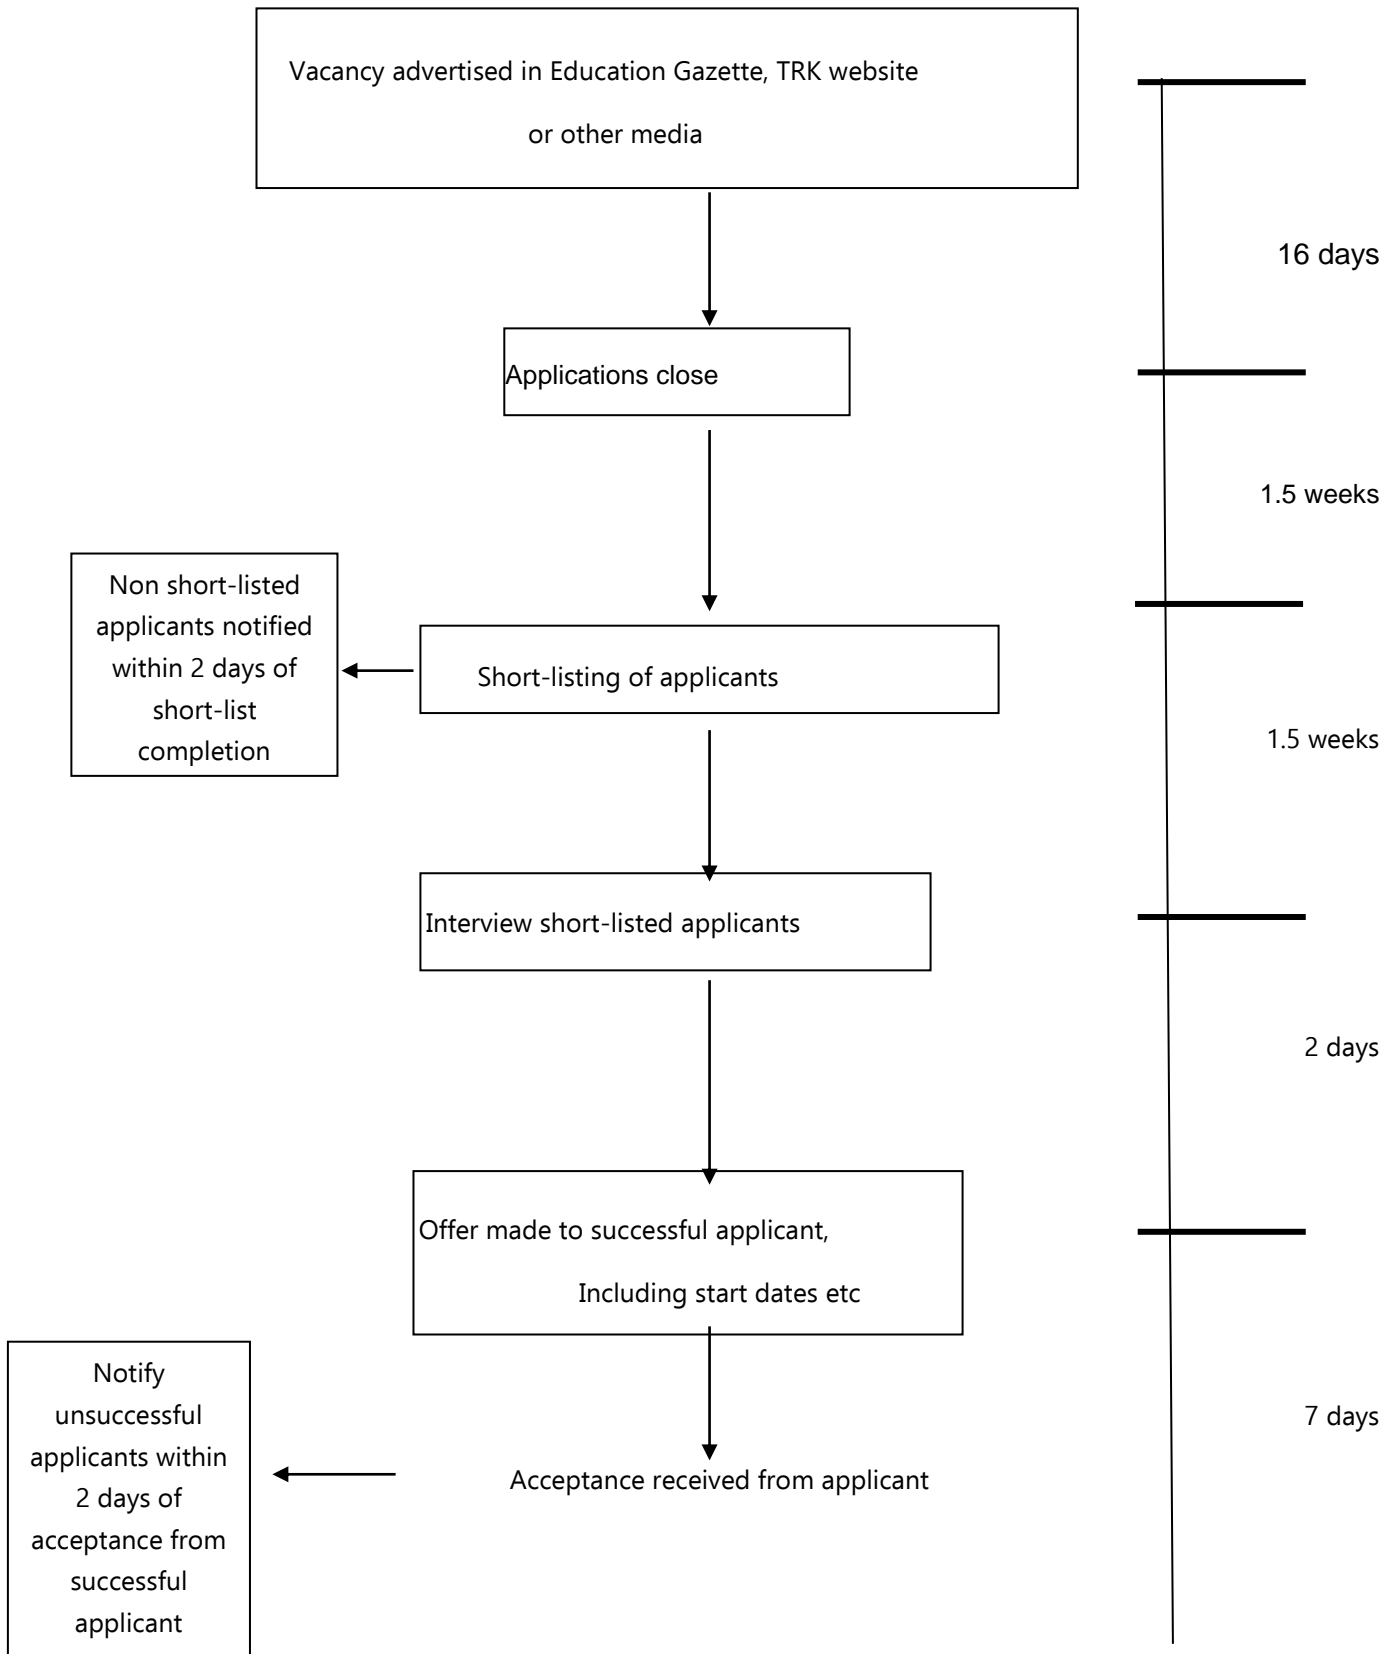 Vacancy advertised in Education Gazette, TRK website
or other media
16 days
Applications close
1.5 weeks
Non short-listed
applicants notified
within 2 days of
short-list
completion
Short-listing of applicants
1.5 weeks
Interview short-listed applicants
2 days
Offer made to successful applicant,
Including start dates etc
7 days
Notify
unsuccessful
applicants within
2 days of
acceptance from
successful
applicant
Acceptance received from applicant